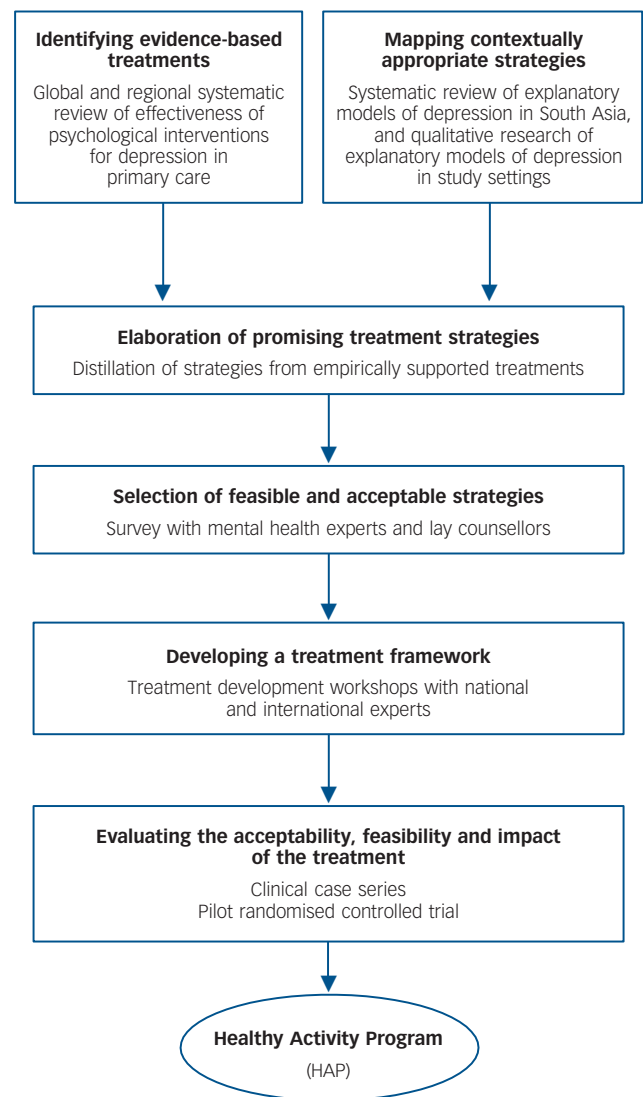 Identifying evidence-based
treatments
Global and regional systematic
review of effectiveness of
psychological interventions
for depression in
primary care
Mapping contextually
appropriate strategies
Systematic review of explanatory
models of depression in South Asia,
and qualitative research of
explanatory models of depression
in study settings
Elaboration of promising treatment strategies
Distillation of strategies from empirically supported treatments
Selection of feasible and acceptable strategies
Survey with mental health experts and lay counsellors
Developing a treatment framework
Treatment development workshops with national
and international experts
Evaluating the acceptability, feasibility and impact
of the treatment
Clinical case series
Pilot randomised controlled trial
Healthy Activity Program
(HAP)